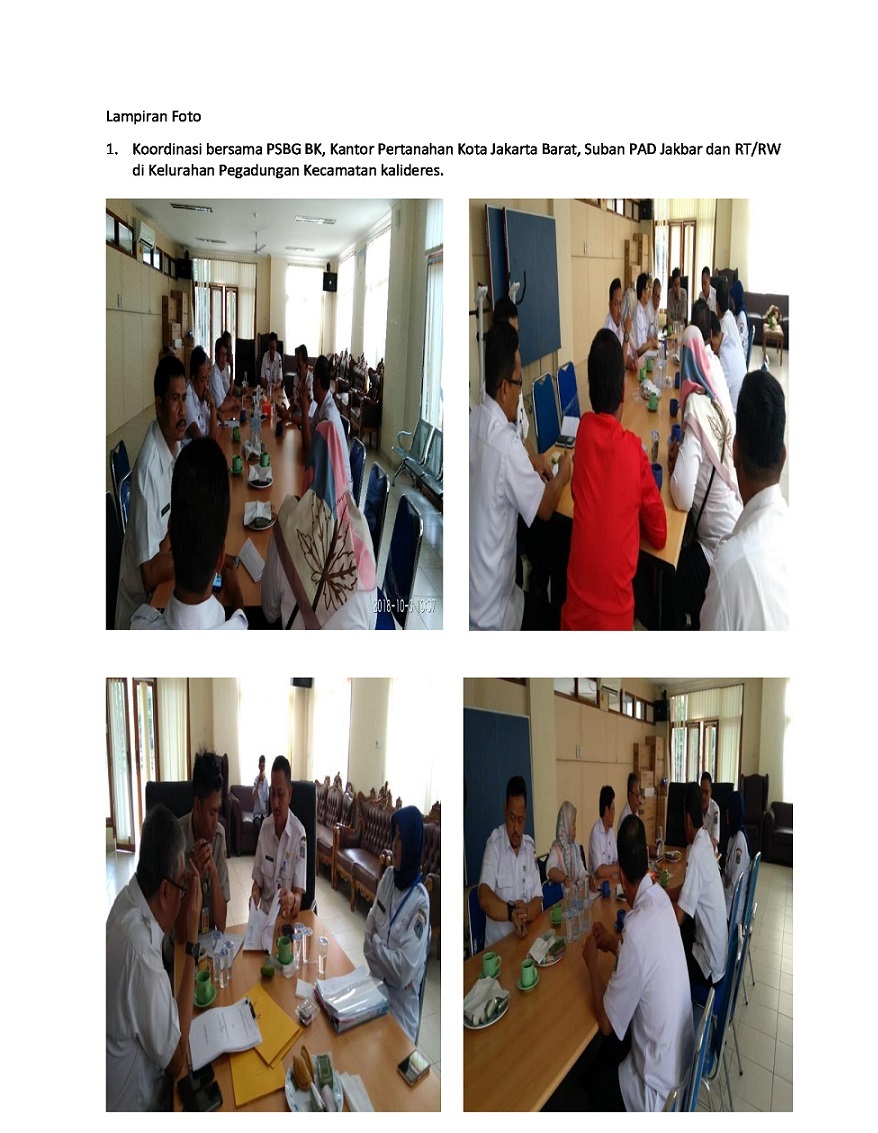 Lampiran Foto
1. Koordinasi bersama PSBG BK, Kantor Pertanahan Kota Jakarta Barat, Suban PAD Jakbar dan RT/RW
di Kelurahan Pegadungan Kecamatan kalideres.